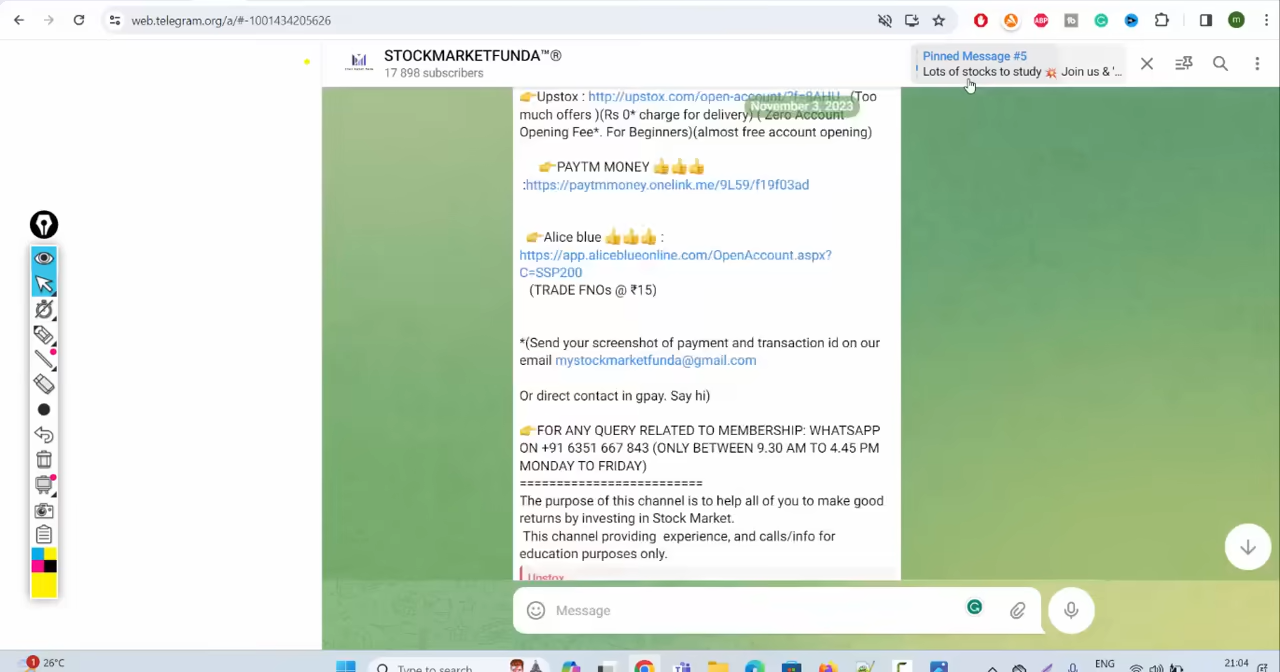 web.telegram.org/a/#-1001434205626
STOCKMARKETFUNDA™®
17 898 subscribers
Pinned Message #5
Lots of stocks to study 💥 Join us & '...
November 3, 2023
👉Upstox : http://upstox.com/open-account/?f=8AHU (Too
much offers )(Rs 0* charge for delivery) ( Zero Account
Opening Fee*. For Beginners)(almost free account opening)
👉PAYTM MONEY 👍👍👍
:https://paytmmoney.onelink.me/9L59/f19f03ad
👉Alice blue 👍👍👍 :
https://app.aliceblueonline.com/OpenAccount.aspx?
C=SSP200
(TRADE FNOs @ ₹15)
*(Send your screenshot of payment and transaction id on our
email mystockmarketfunda@gmail.com
Or direct contact in gpay. Say hi)
👉FOR ANY QUERY RELATED TO MEMBERSHIP: WHATSAPP
ON +91 6351 667 843 (ONLY BETWEEN 9.30 AM TO 4.45 PM
MONDAY TO FRIDAY)
=========================
The purpose of this channel is to help all of you to make good
returns by investing in Stock Market.
This channel providing experience, and calls/info for
education purposes only.
Upstox
Message
1
26°C
Type to search
ENG
21:04